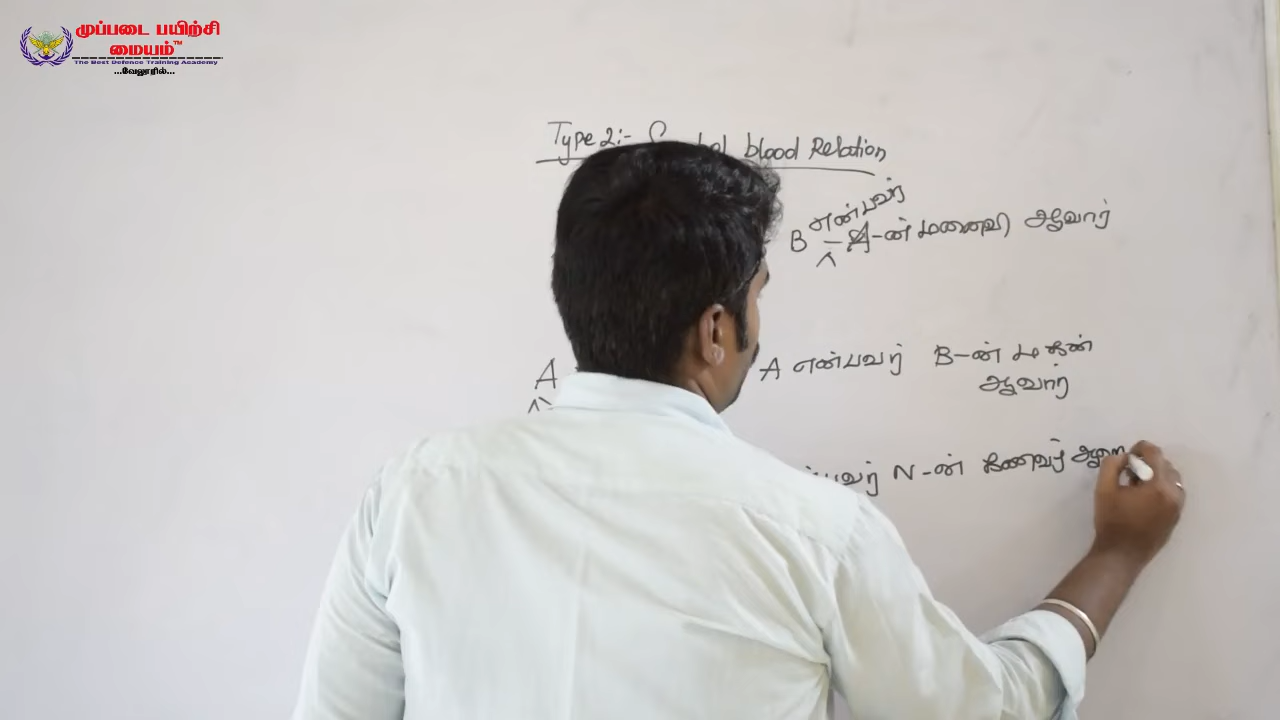 முப்படை பயிற்சி
மையம்™
The Best Defence Training Academy
...வேலூரில்...
Type 2:- blood Relation
என்பவர்
B - A-ன் மனைவி ஆவார்
A A என்பவர் B-ன் மகன்
ஆவார்
N-ன் கணவர்